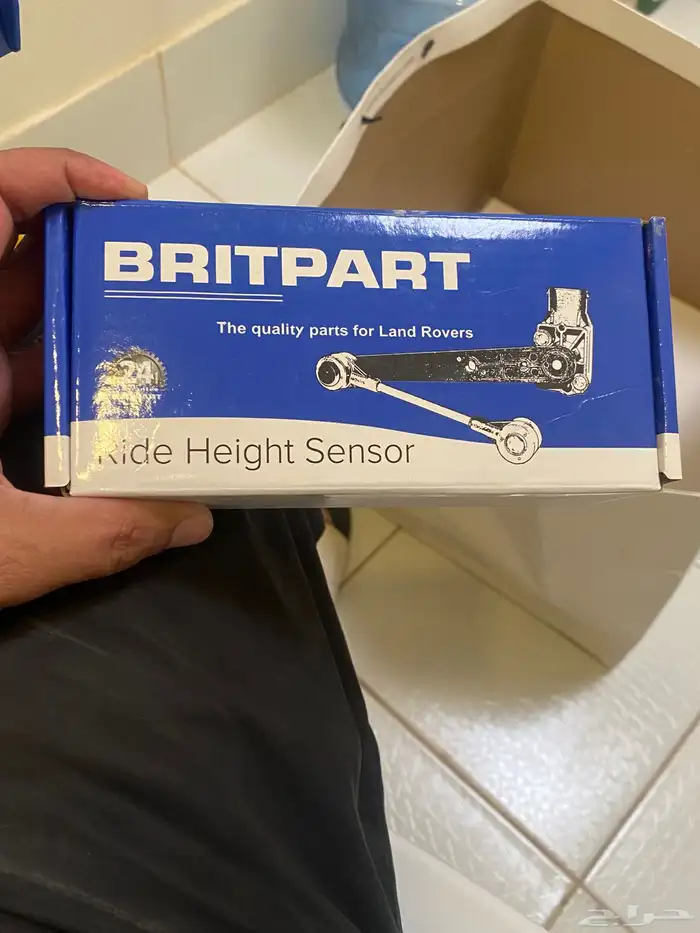 BRITPART
The quality parts for Land Rovers
24
Ride Height Sensor
حراج